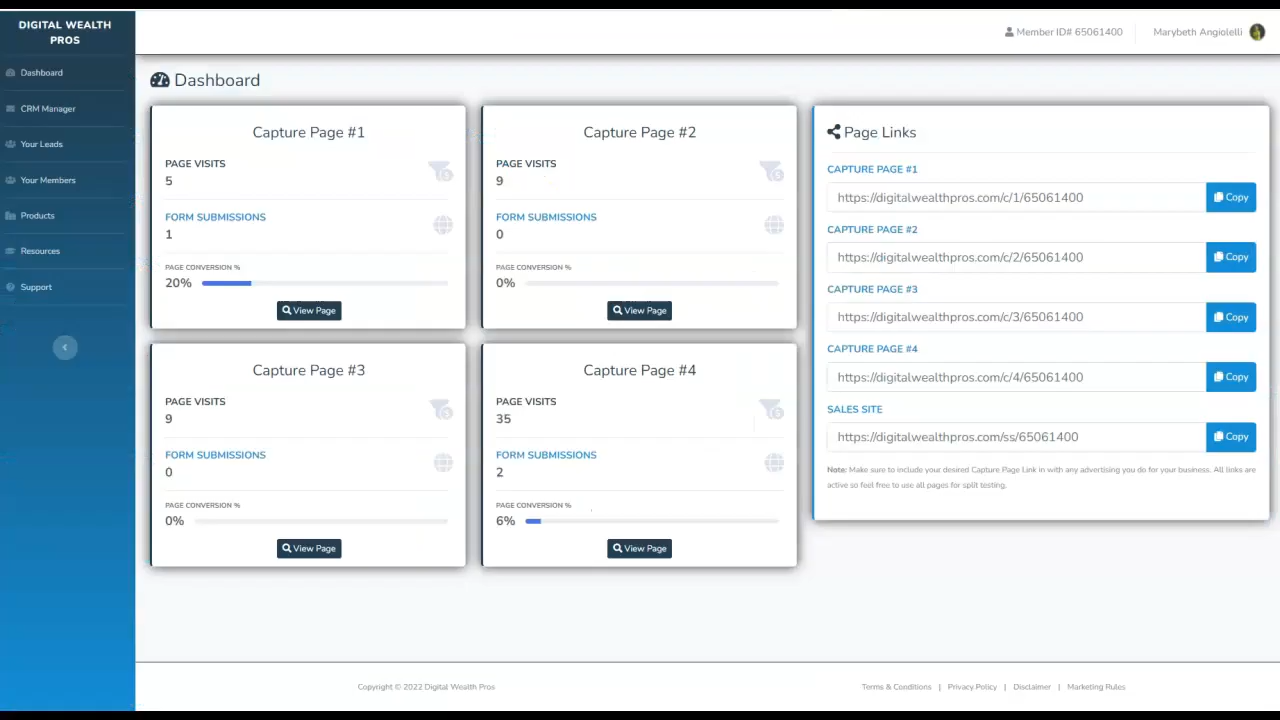 DIGITAL WEALTH
PROS
Dashboard
CRM Manager
Your Leads
Your Members
Products
Resources
Support
Member ID# 65061400
Marybeth Angiolelli
Dashboard
Capture Page #1
PAGE VISITS
5
FORM SUBMISSIONS
1
PAGE CONVERSION %
20%
View Page
Capture Page #2
PAGE VISITS
9
FORM SUBMISSIONS
0
PAGE CONVERSION %
0%
View Page
Capture Page #3
PAGE VISITS
9
FORM SUBMISSIONS
0
PAGE CONVERSION %
0%
View Page
Capture Page #4
PAGE VISITS
35
FORM SUBMISSIONS
2
PAGE CONVERSION %
6%
View Page
Page Links
CAPTURE PAGE #1
https://digitalwealthpros.com/c/1/65061400 Copy
CAPTURE PAGE #2
https://digitalwealthpros.com/c/2/65061400 Copy
CAPTURE PAGE #3
https://digitalwealthpros.com/c/3/65061400 Copy
CAPTURE PAGE #4
https://digitalwealthpros.com/c/4/65061400 Copy
SALES SITE
https://digitalwealthpros.com/ss/65061400 Copy
Note: Make sure to include your desired Capture Page Link in with any advertising you do for your business. All links are
active so feel free to use all pages for split testing.
Copyright © 2022 Digital Wealth Pros
Terms & Conditions | Privacy Policy | Disclaimer | Marketing Rules